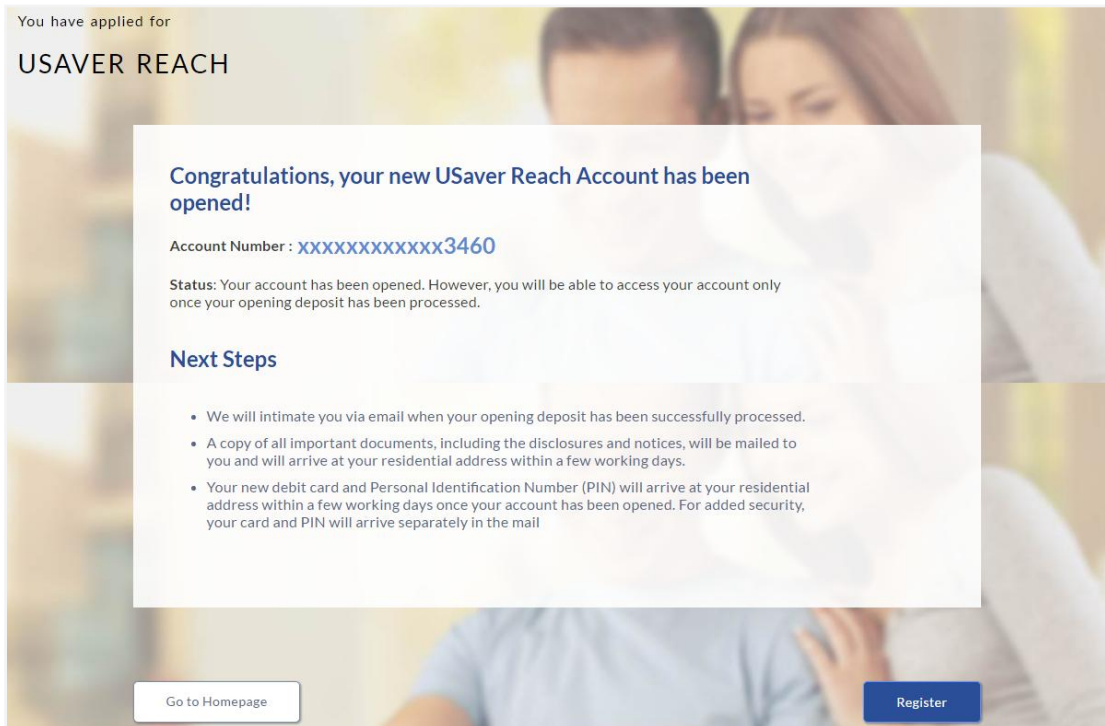 You have applied for
USAVER REACH
Congratulations, your new USaver Reach Account has been
opened!
Account Number : xxxxxxxxxxxx3460
Status: Your account has been opened. However, you will be able to access your account only
once your opening deposit has been processed.
Next Steps
• We will intimate you via email when your opening deposit has been successfully processed.
• A copy of all important documents, including the disclosures and notices, will be mailed to
you and will arrive at your residential address within a few working days.
• Your new debit card and Personal Identification Number (PIN) will arrive at your residential
address within a few working days once your account has been opened. For added security,
your card and PIN will arrive separately in the mail
Go to Homepage
Register